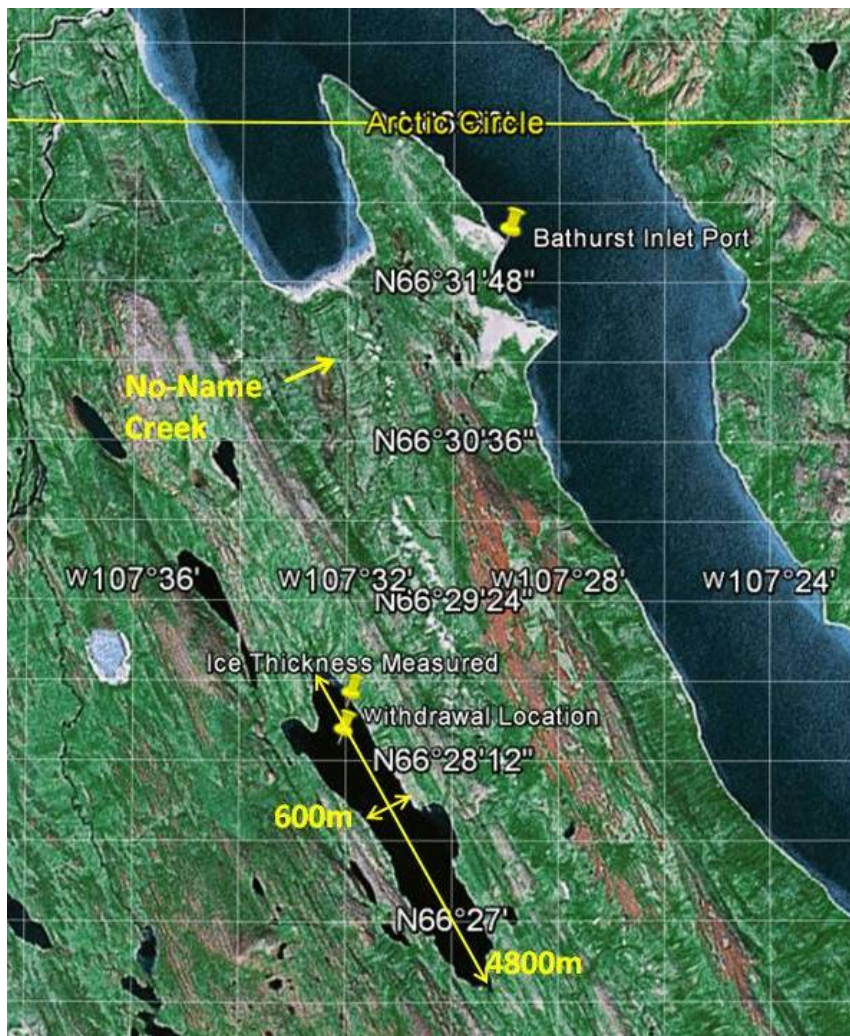 Arctic Circle
Bathurst Inlet Port
N66°31'48"
No-Name
Creek
N66°30'36"
W107°36'
W107°32'
W107°28'
W107°24'
N66°29'24"
Ice Thickness Measured
Withdrawal Location
N66°28'12"
600m
N66°27'
4800m